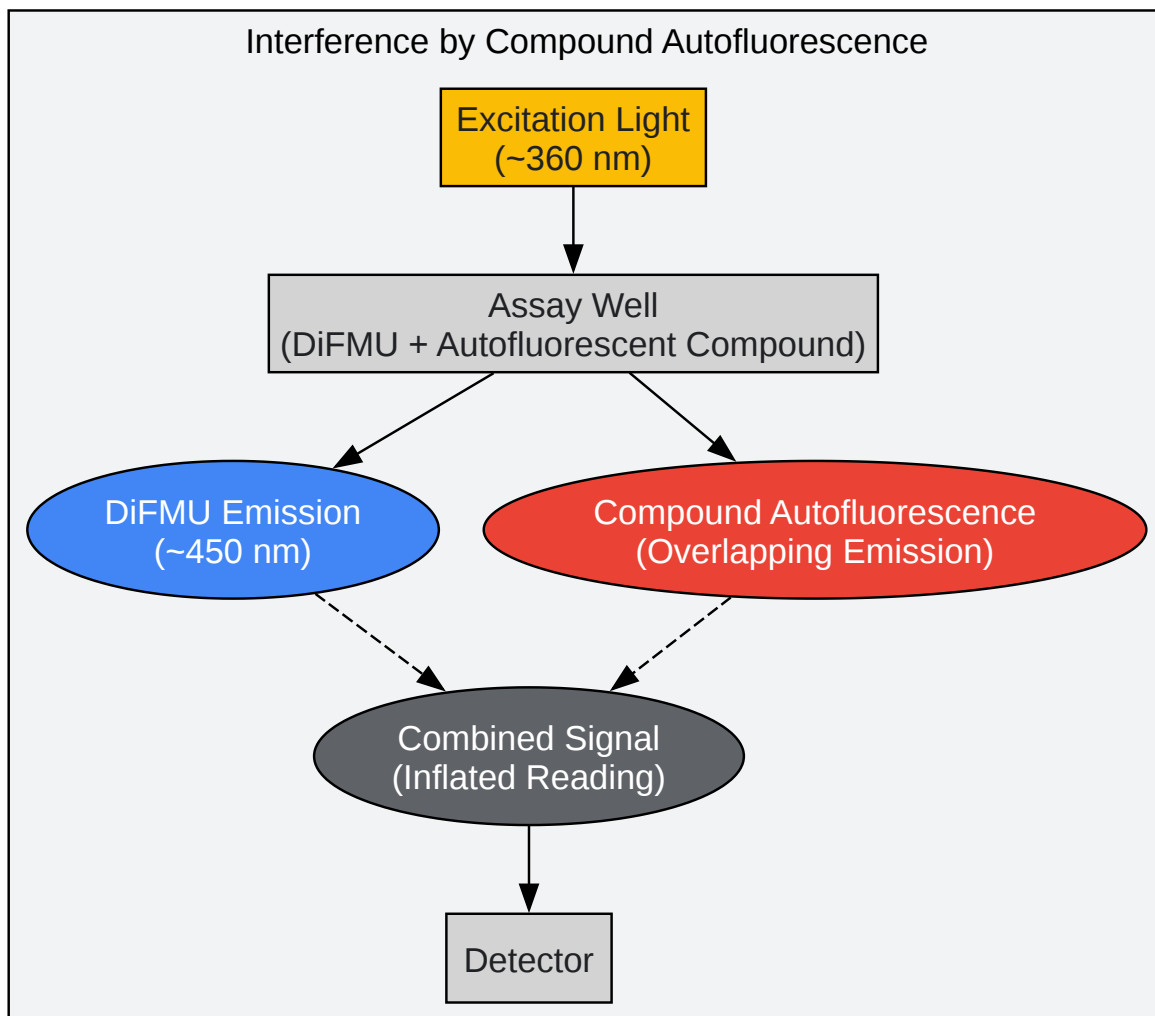 Interference by Compound Autofluorescence
Excitation Light
(~360 nm)
Assay Well
(DiFMU + Autofluorescent Compound)
DiFMU Emission
(~450 nm)
Compound Autofluorescence
(Overlapping Emission)
Combined Signal
(Inflated Reading)
Detector